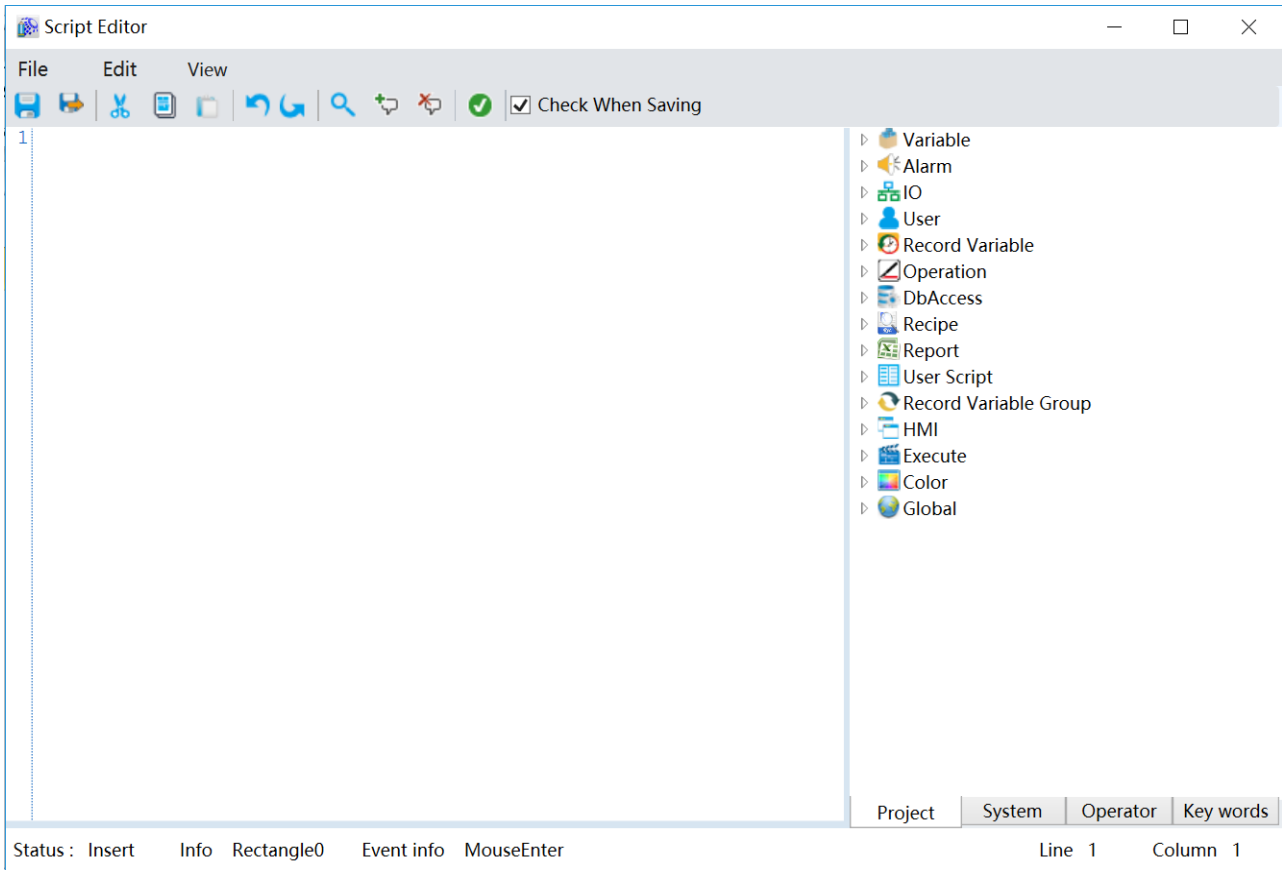 Script Editor
File Edit View
Check When Saving
1
Variable
Alarm
IO
User
Record Variable
Operation
DbAccess
Recipe
Report
User Script
Record Variable Group
HMI
Execute
Color
Global
Project System Operator Key words
Status : Insert Info Rectangle0 Event info MouseEnter Line 1 Column 1